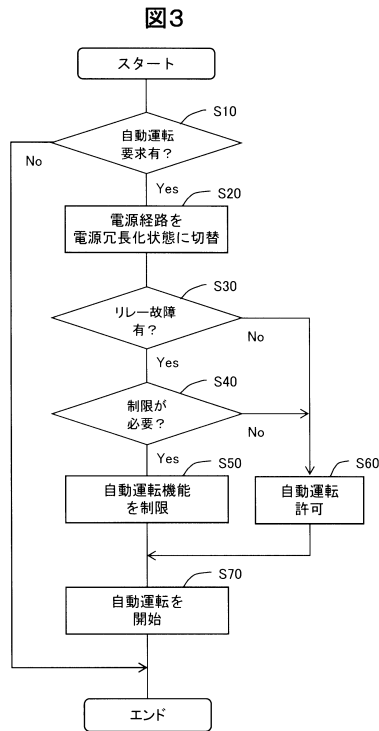 図3
スタート
S10
自動運転
要求有?
No
Yes
S20
電源経路を
電源冗長化状態に切替
S30
リレー故障
有?
No
Yes
S40
制限が
必要?
No
Yes
S50
自動運転機能
を制限
S60
自動運転
許可
S70
自動運転を
開始
エンド